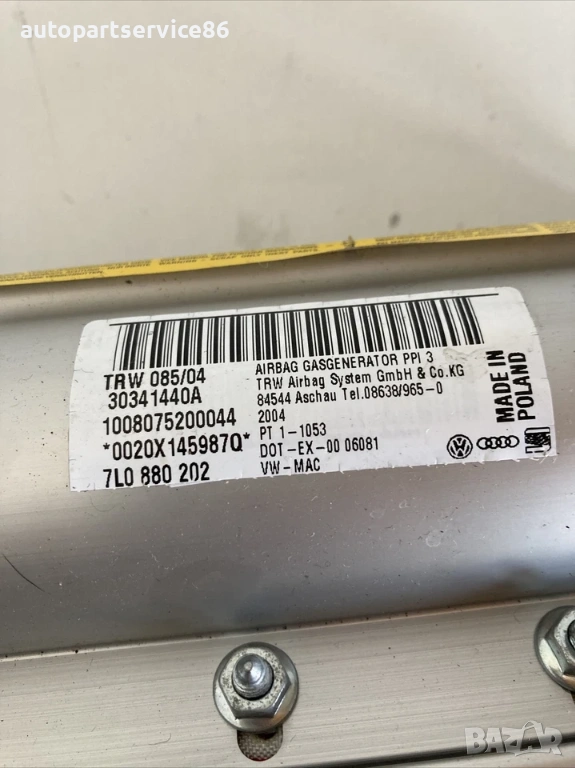 autopartservice86
TRW 085/04
30341440A
1008075200044
*0020X145987Q*
7L0 880 202
AIRBAG GASGENERATOR PPI 3
TRW Airbag System GmbH & Co.KG
84544 Aschau Tel.08638/965-0
2004
PT 1-1053
DOT-EX-00 06081
VW-MAC
MADE IN
POLAND
BAZAR